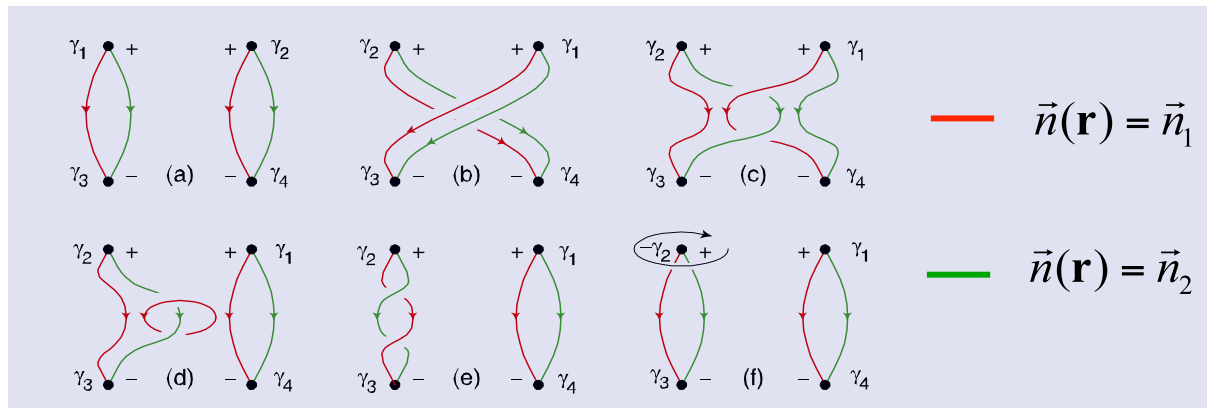 γ₁ + + γ₂
γ₃ − (a) − γ₄
γ₂ + + γ₁
γ₃ − (b) − γ₄
γ₂ + + γ₁
γ₃ − (c) − γ₄
n⃗(r) = n⃗₁
γ₂ + + γ₁
γ₃ − (d) − γ₄
γ₂ + + γ₁
γ₃ − (e) − γ₄
−γ₂ + + γ₁
γ₃ − (f) − γ₄
n⃗(r) = n⃗₂